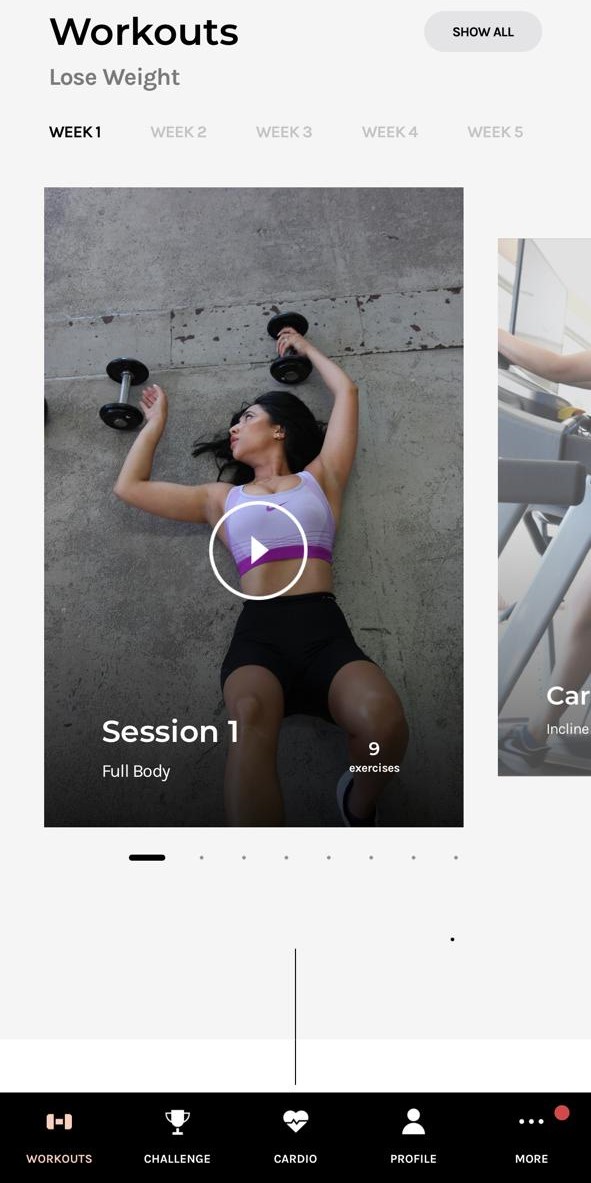 Workouts
SHOW ALL
Lose Weight
WEEK 1 WEEK 2 WEEK 3 WEEK 4 WEEK 5
Session 1
Full Body
9
exercises
Car
Incline
WORKOUTS CHALLENGE CARDIO PROFILE MORE